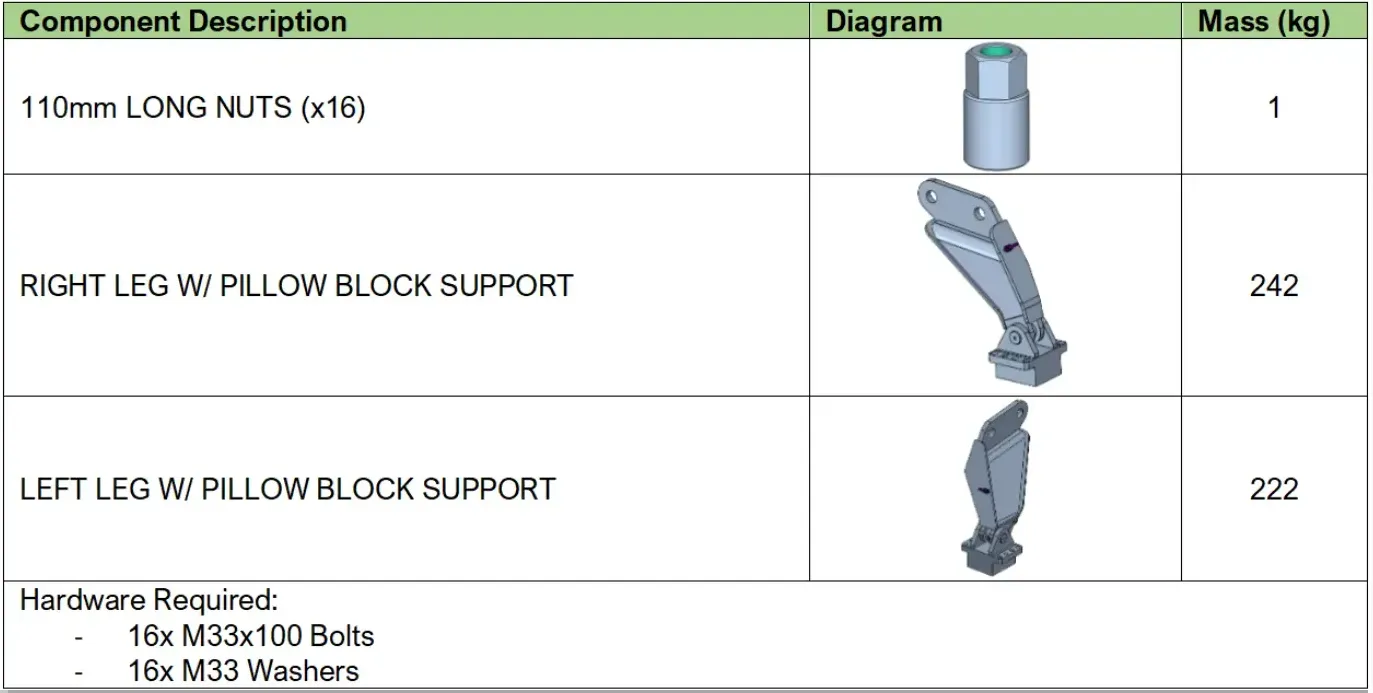 Component Description Diagram Mass (kg)
110mm LONG NUTS (x16) 1
RIGHT LEG W/ PILLOW BLOCK SUPPORT 242
LEFT LEG W/ PILLOW BLOCK SUPPORT 222
Hardware Required:
- 16x M33x100 Bolts
- 16x M33 Washers